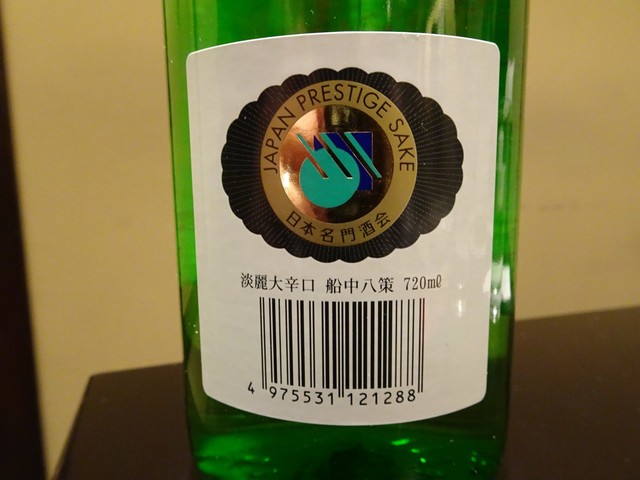 JAPAN PRESTIGE SAKE
日本名門酒会
淡麗大辛口 船中八策 720mℓ
4 975531 121288